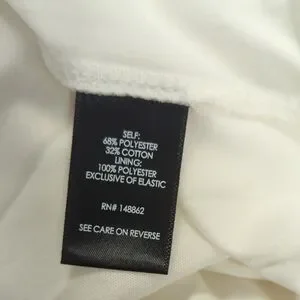 SELF:
68% POLYESTER
32% COTTON
LINING:
100% POLYESTER
EXCLUSIVE OF ELASTIC
RN# 148862
SEE CARE ON REVERSE